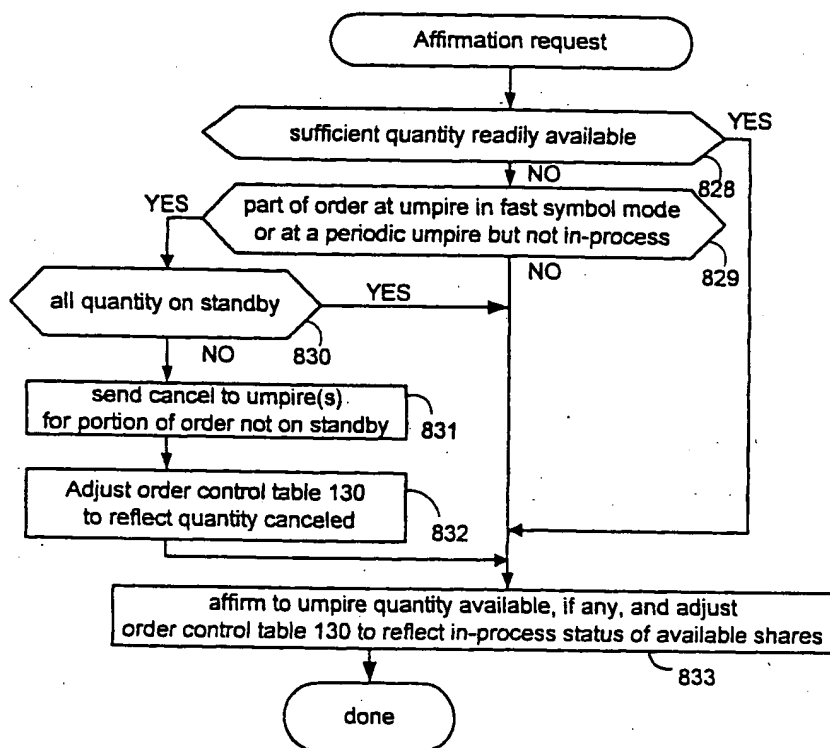 Affirmation request
sufficient quantity readily available
YES
828
NO
YES
part of order at umpire in fast symbol mode
or at a periodic umpire but not in-process
829
NO
all quantity on standby
YES
830
NO
send cancel to umpire(s)
for portion of order not on standby
831
Adjust order control table 130
to reflect quantity canceled
832
affirm to umpire quantity available, if any, and adjust
order control table 130 to reflect in-process status of available shares
833
done